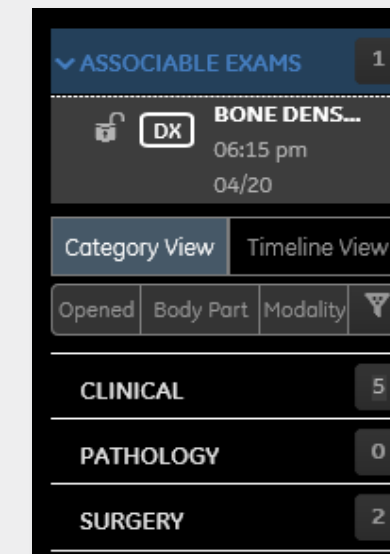 ASSOCIABLE EXAMS 1
DX BONE DENS...
06:15 pm
04/20
Category View Timeline View
Opened Body Part Modality
CLINICAL 5
PATHOLOGY 0
SURGERY 2